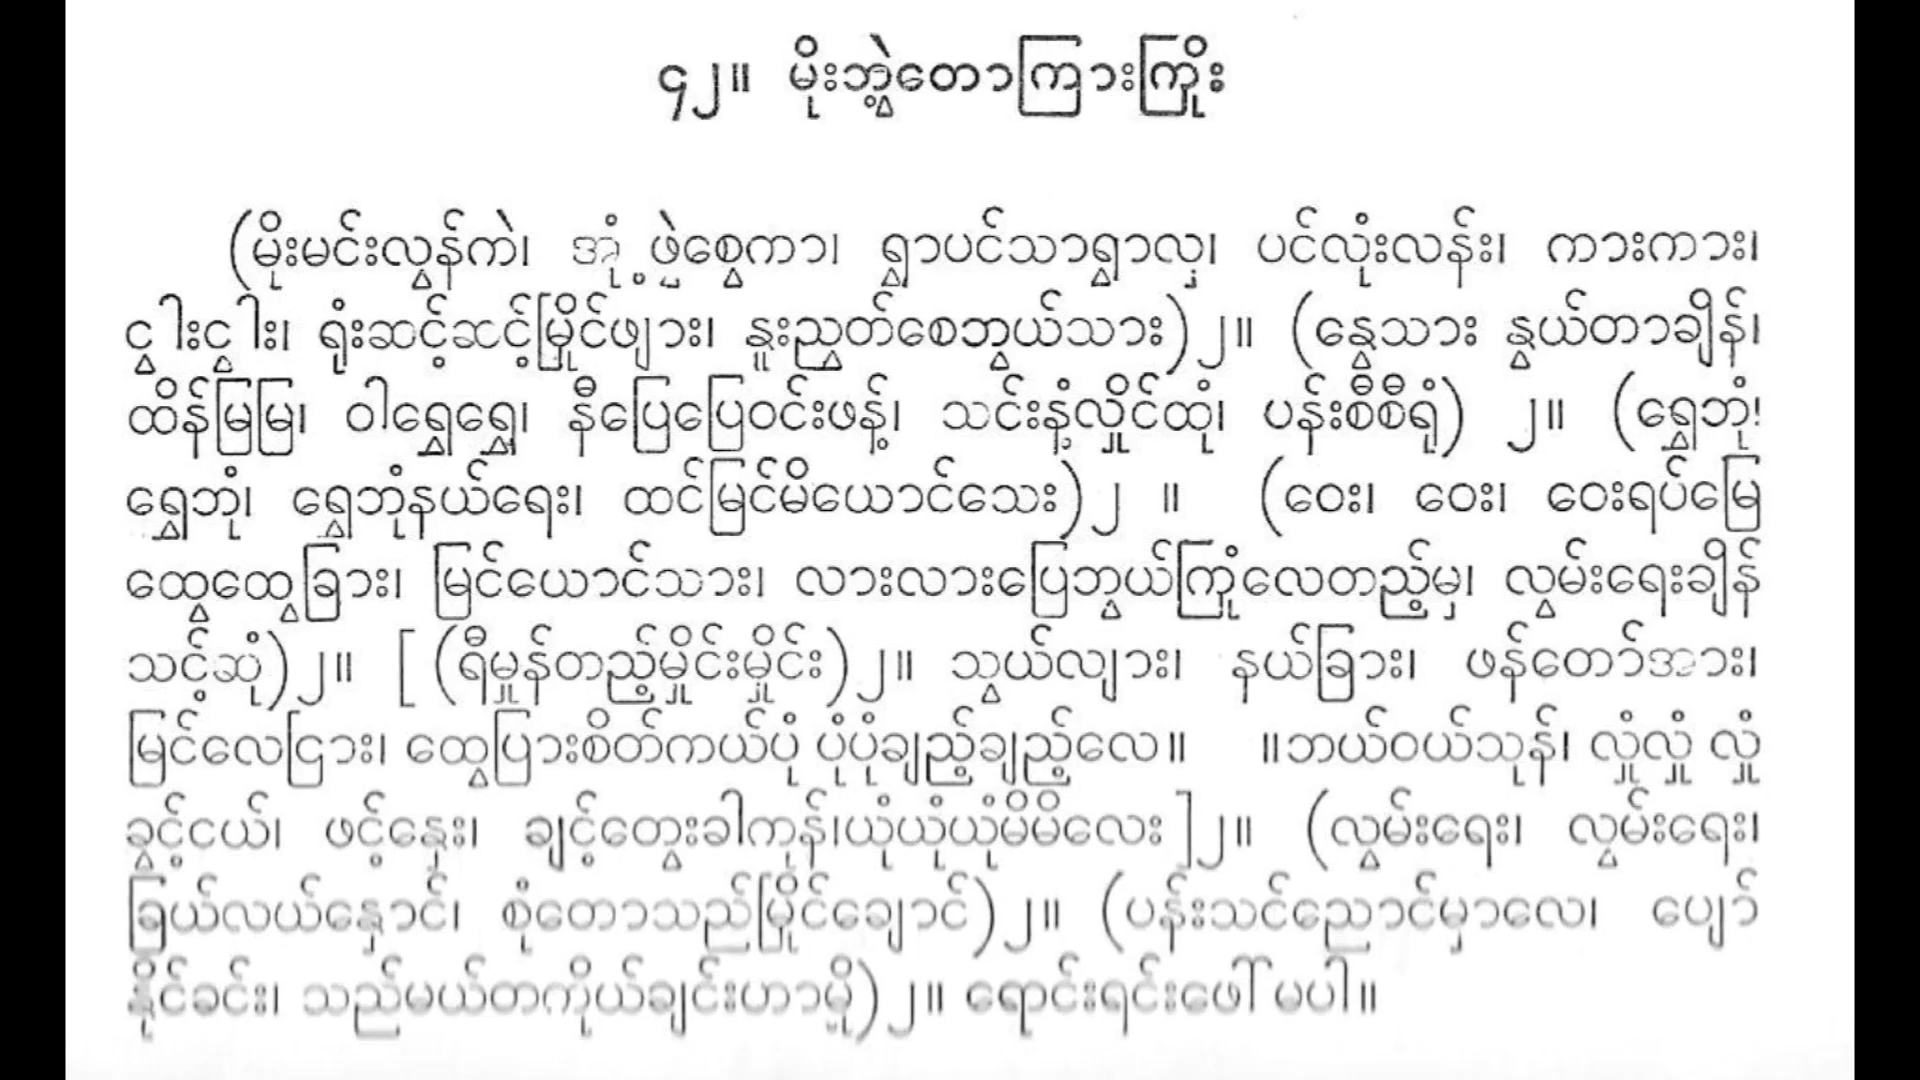 ၄၂။ မိုးဘွဲ့တောကြားကြိုး
(မိုးမင်းလွန်ကဲ၊ အုံ့ဖွဲစွေကာ၊ ရွှာပင်သာရွှာလှ၊ ပင်လုံးလန်း၊ ကားကား၊
ငွါးငွါး၊ ရုံးဆင့်ဆင့်မြိုင်ဖျား၊ နူးညွတ်စေဘွယ်သား)၂။ (နွေသား နွယ်တာချိန်၊
ထိန်မြမြ၊ ဝါရွှေရွှေ၊ နီပြေပြေဝင်းဖန့်၊ သင်းနံ့လှိုင်ထုံ၊ ပန်းစီစီရုံ) ၂။ (ရွှေဘုံ၊
ရွှေဘုံ၊ ရွှေဘုံနယ်ရေး၊ ထင်မြင်မိယောင်သေး)၂ ။ (ဝေး၊ ဝေး၊ ဝေးရပ်မြေ
ထွေထွေခြား၊ မြင်ယောင်သား၊ လားလားပြေဘွယ်ကြုံလေတည့်မှ၊ လွမ်းရေးချိန်
သင့်ဆုံ)၂။ [ (ရီမှုန်တည့်မှိုင်းမှိုင်း)၂။ သွယ်လျား၊ နယ်ခြား၊ ဖန်တော်အား၊
မြင်လေငြား၊ ထွေပြားစိတ်ကယ်ပုံ ပုံပုံချည့်ချည့်လေ။ ။ဘယ်ဝယ်သုန်၊ လှုံလှုံ လှုံ
ခွင့်ငယ်၊ ဖင့်နှေး၊ ချင့်တွေးခါကုန်၊ယုံယုံယုံမိမိလေး ]၂။ (လွမ်းရေး၊ လွမ်းရေး၊
ခြွယ်လယ်နှောင်၊ စုံတောသည်မြိုင်ချောင်)၂။ (ပန်းသင်ညောင်မှာလေ၊ ပျော်
နှိုင်ခင်း၊ သည်မယ်တကိုယ်ချင်းဟာမို့)၂။ ရောင်းရင်းဖေါ် မပါ။